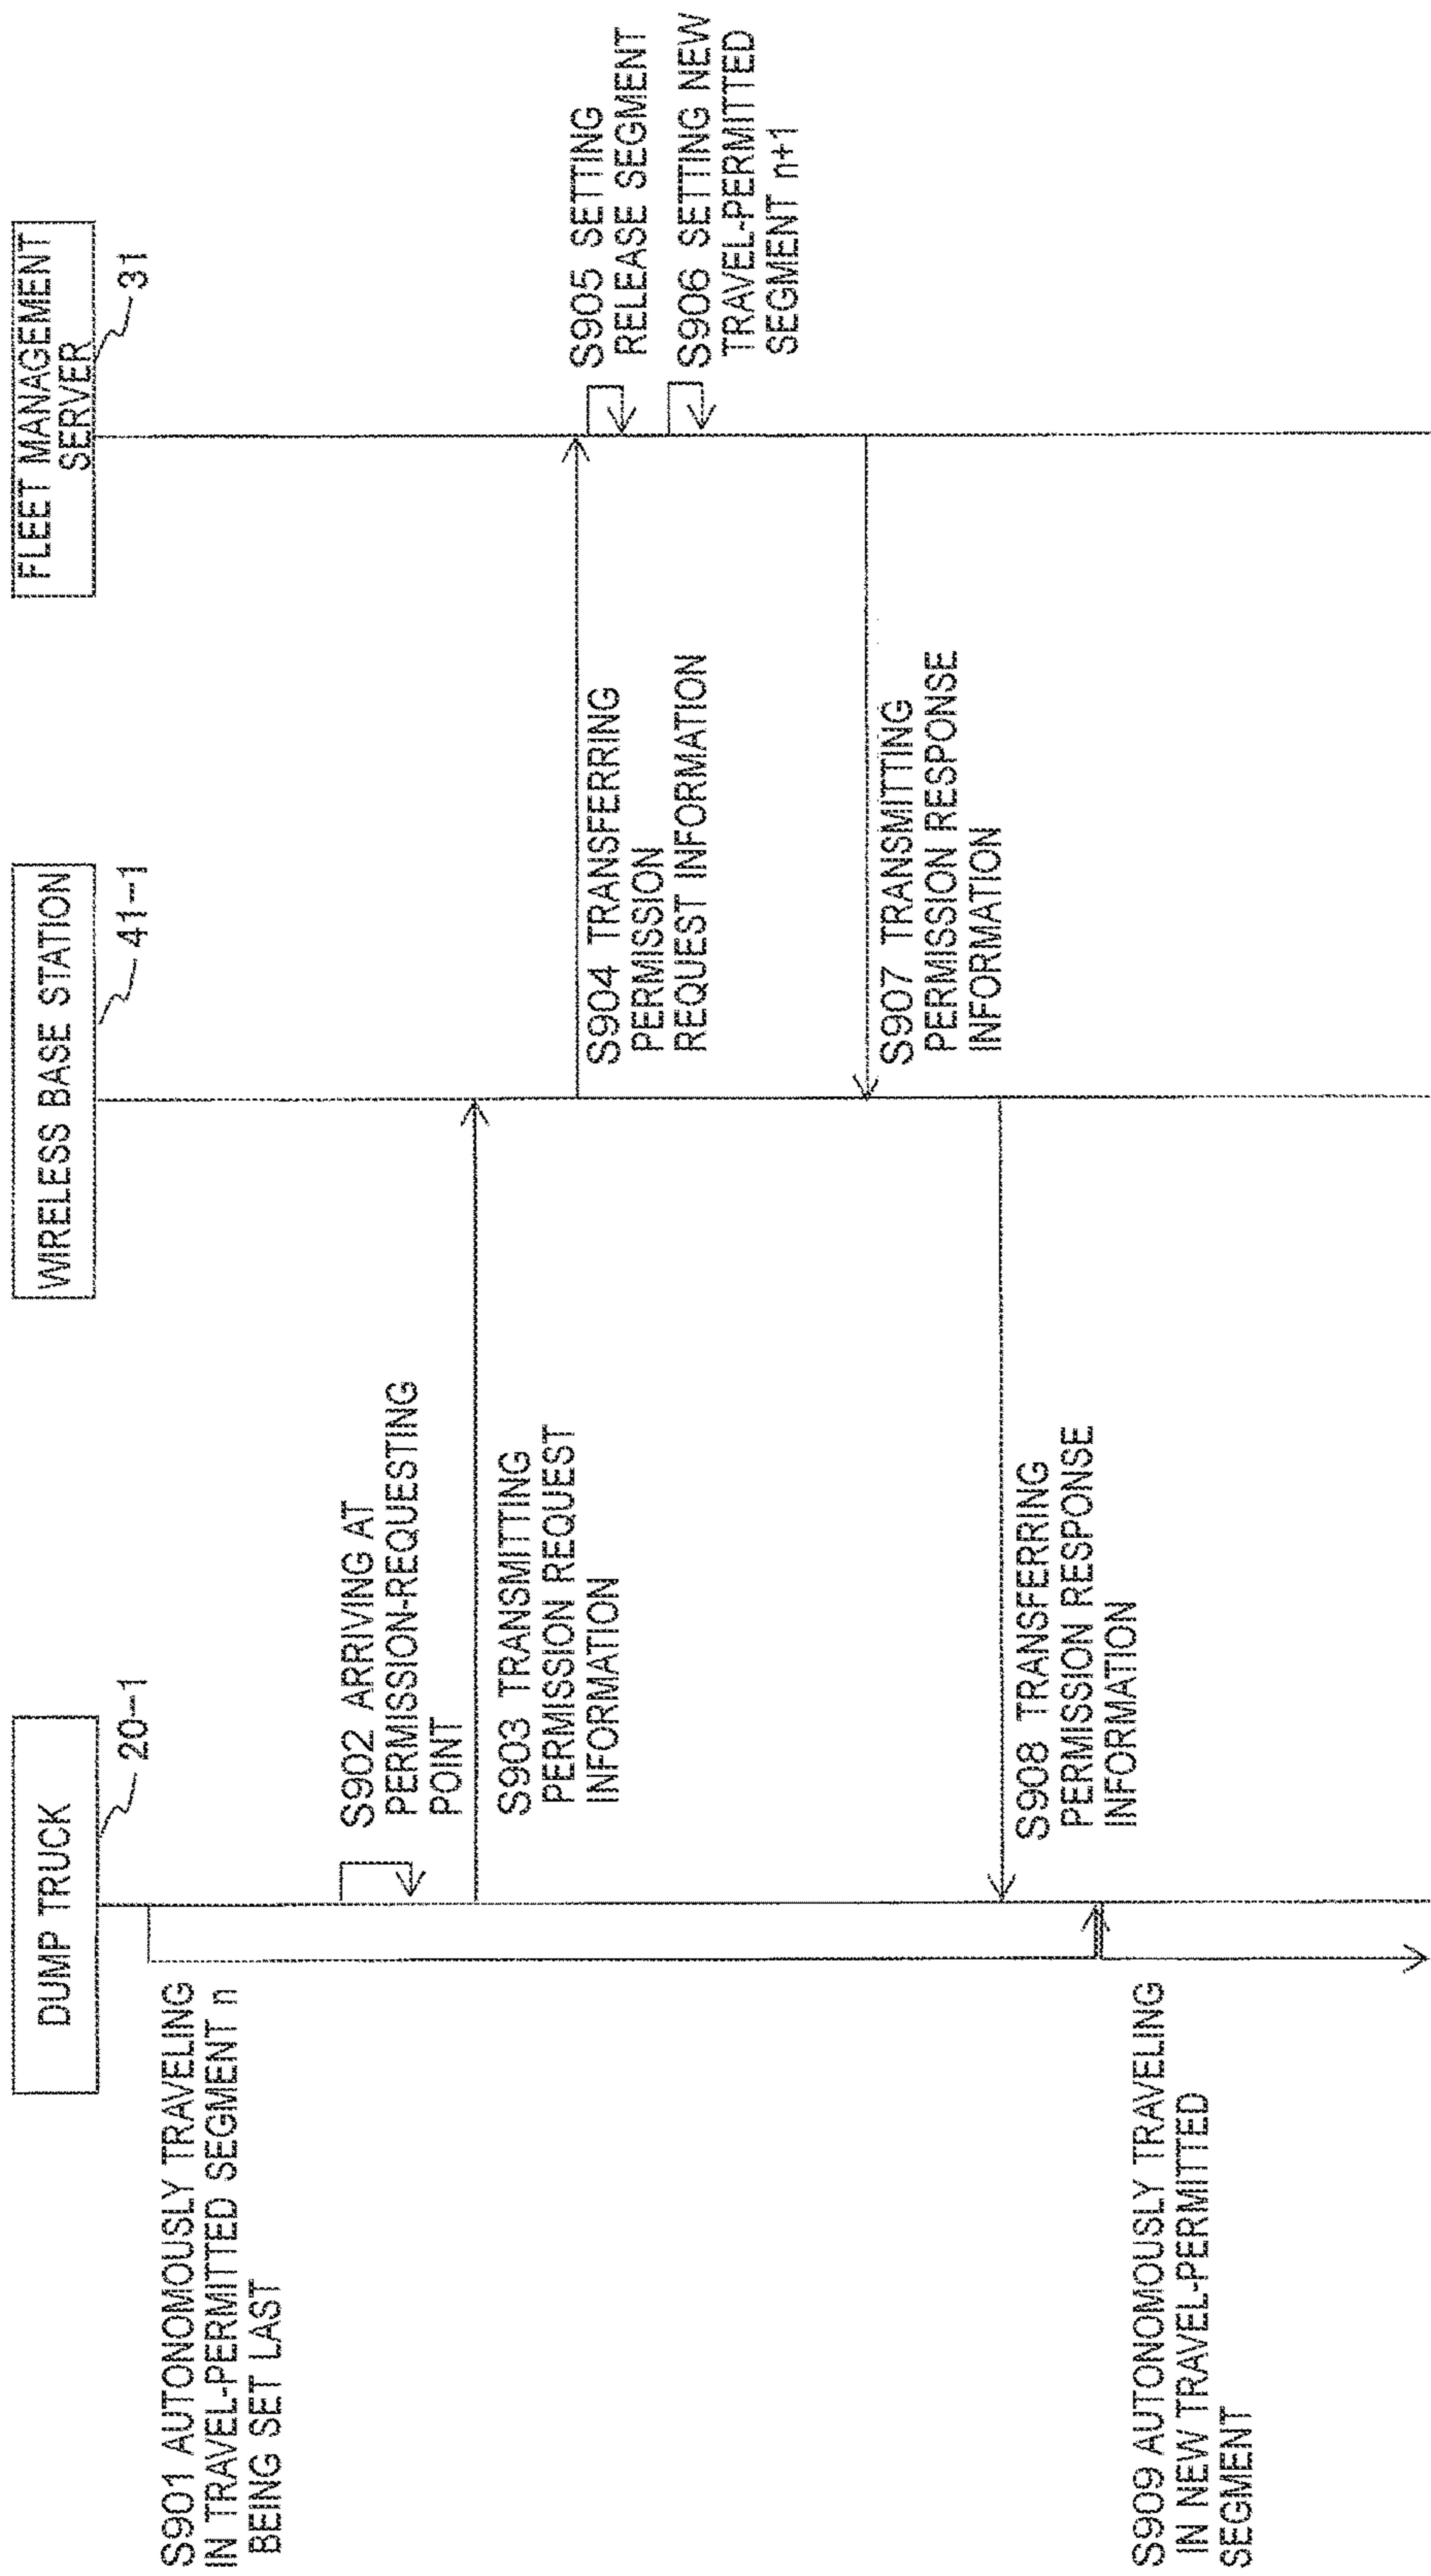 DUMP TRUCK
20-1
WIRELESS BASE STATION
41-1
FLEET MANAGEMENT
SERVER
31
S901 AUTONOMOUSLY TRAVELING
IN TRAVEL-PERMITTED SEGMENT n
BEING SET LAST
S902 ARRIVING AT
PERMISSION-REQUESTING
POINT
S903 TRANSMITTING
PERMISSION REQUEST
INFORMATION
S904 TRANSFERRING
PERMISSION
REQUEST INFORMATION
S905 SETTING
RELEASE SEGMENT
S906 SETTING NEW
TRAVEL-PERMITTED
SEGMENT n+1
S907 TRANSMITTING
PERMISSION RESPONSE
INFORMATION
S908 TRANSFERRING
PERMISSION RESPONSE
INFORMATION
S909 AUTONOMOUSLY TRAVELING
IN NEW TRAVEL-PERMITTED
SEGMENT